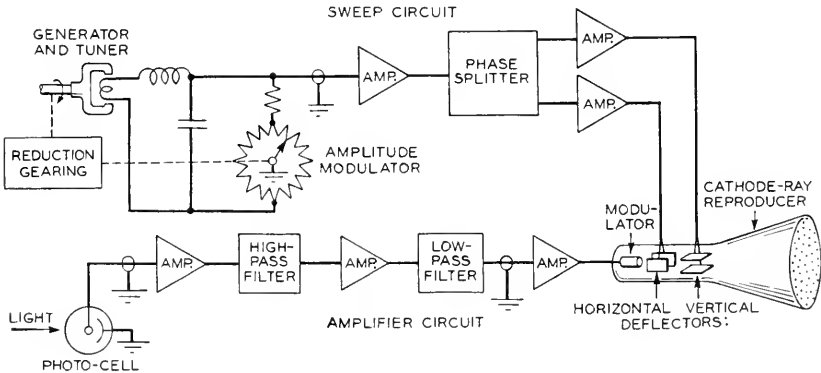 SWEEP CIRCUIT
GENERATOR
AND TUNER
AMP.
PHASE
SPLITTER
AMP.
AMP.
REDUCTION
GEARING
AMPLITUDE
MODULATOR
CATHODE-RAY
REPRODUCER
MODU-
LATOR
AMP.
HIGH-
PASS
FILTER
AMP.
LOW-
PASS
FILTER
AMP.
HORIZONTAL VERTICAL
DEFLECTORS:
LIGHT
AMPLIFIER CIRCUIT
PHOTO-CELL